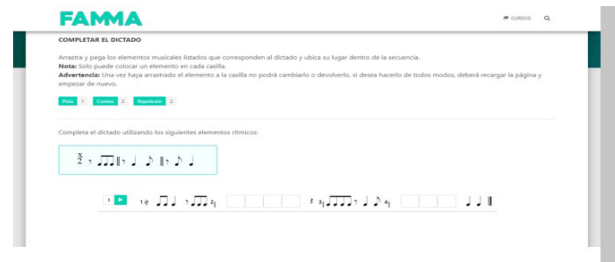 FAMMA
CURSOS
COMPLETAR EL DICTADO
Arrastra y pega los elementos musicales listados que corresponden al dictado y ubica su lugar dentro de la secuencia.
Nota: Solo puede colocar un elemento en cada casilla.
Advertencia: Una vez haya arrastrado el elemento a la casilla no podrá cambiarlo o devolverlo, si desea hacerlo de todos modos, deberá recargar la página y
empezar de nuevo.
Pista 1 Conteo 2 Repetición 2
Completa el dictado utilizando los siguientes elementos rítmicos: